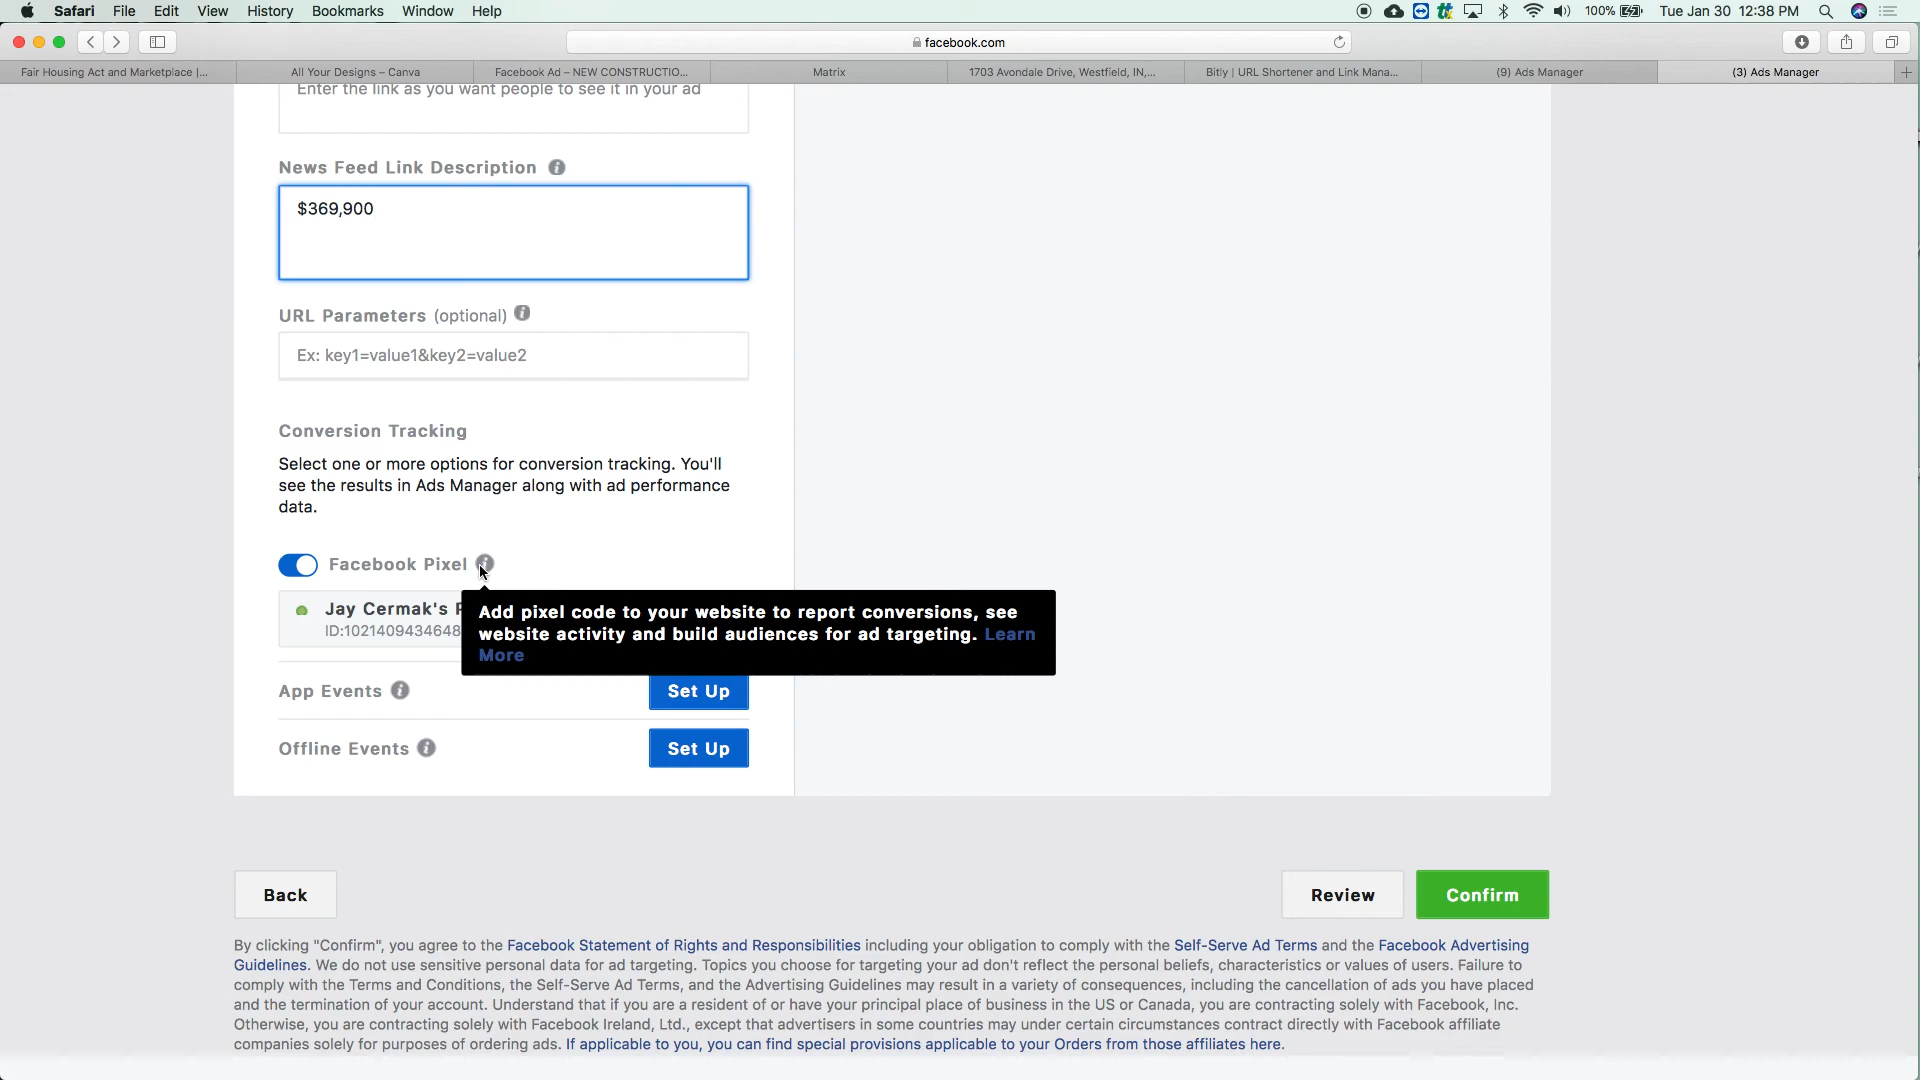 Safari File Edit View History Bookmarks Window Help 100% Tue Jan 30 12:38 PM
facebook.com
Fair Housing Act and Marketplace |...
All Your Designs – Canva
Facebook Ad – NEW CONSTRUCTIO...
Matrix
1703 Avondale Drive, Westfield, IN,...
Bitly | URL Shortener and Link Mana...
(9) Ads Manager
(3) Ads Manager
Enter the link as you want people to see it in your ad
News Feed Link Description
$369,900
URL Parameters (optional)
Ex: key1=value1&key2=value2
Conversion Tracking
Select one or more options for conversion tracking. You'll
see the results in Ads Manager along with ad performance
data.
Facebook Pixel
Jay Cermak's
ID:1021409434648
Add pixel code to your website to report conversions, see
website activity and build audiences for ad targeting. Learn
More
App Events
Set Up
Offline Events
Set Up
Back
Review
Confirm
By clicking "Confirm", you agree to the Facebook Statement of Rights and Responsibilities including your obligation to comply with the Self-Serve Ad Terms and the Facebook Advertising
Guidelines. We do not use sensitive personal data for ad targeting. Topics you choose for targeting your ad don't reflect the personal beliefs, characteristics or values of users. Failure to
comply with the Terms and Conditions, the Self-Serve Ad Terms, and the Advertising Guidelines may result in a variety of consequences, including the cancellation of ads you have placed
and the termination of your account. Understand that if you are a resident of or have your principal place of business in the US or Canada, you are contracting solely with Facebook, Inc.
Otherwise, you are contracting solely with Facebook Ireland, Ltd., except that advertisers in some countries may under certain circumstances contract directly with Facebook affiliate
companies solely for purposes of ordering ads. If applicable to you, you can find special provisions applicable to your Orders from those affiliates here.